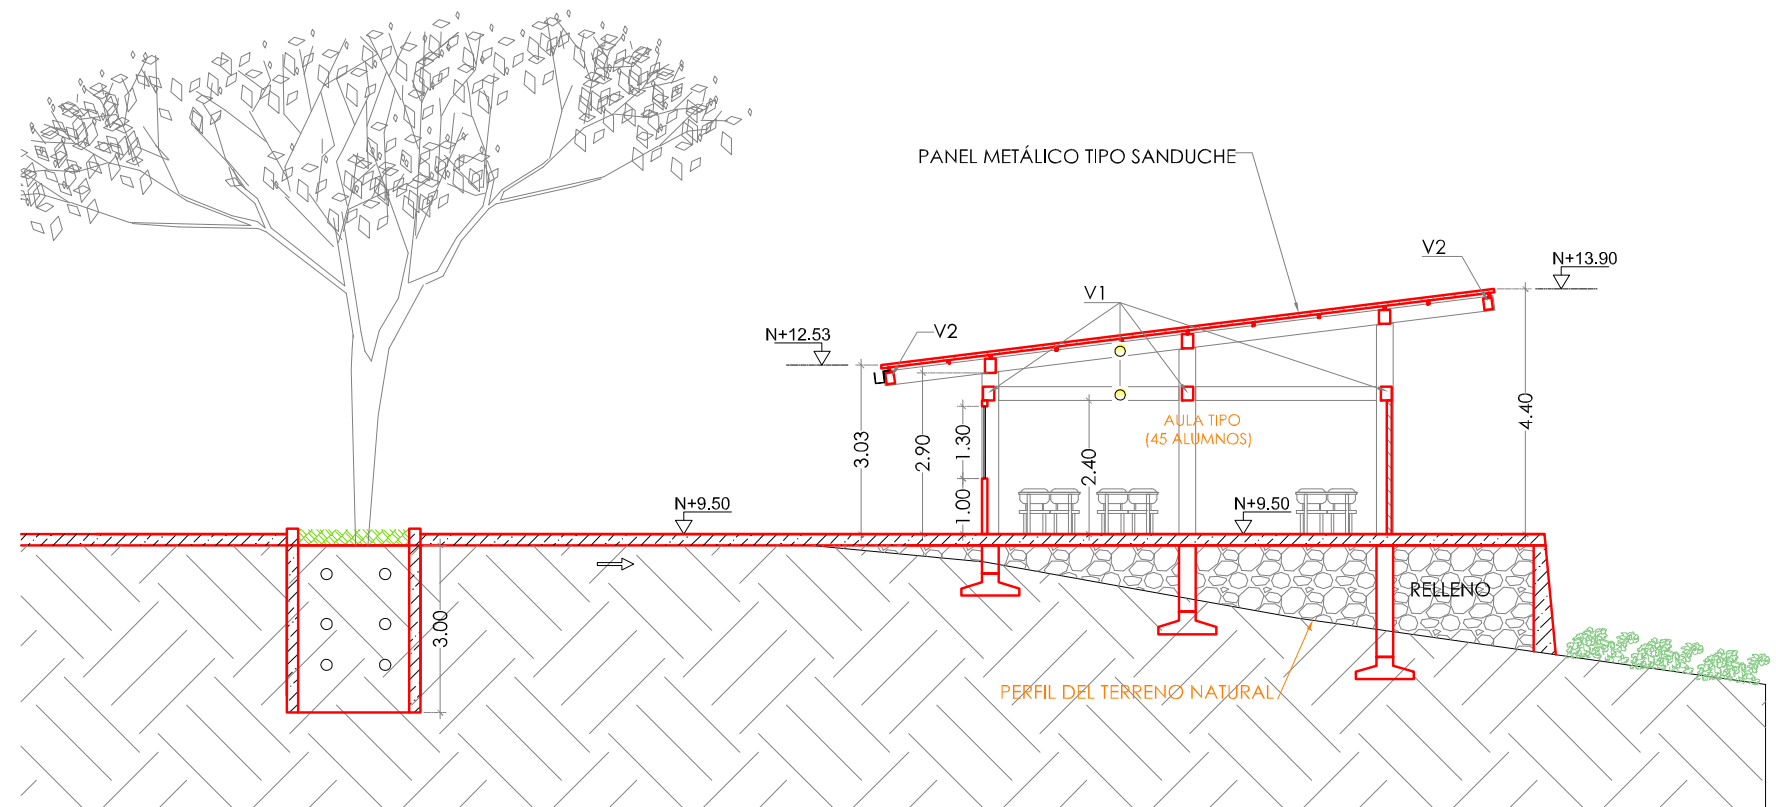 PANEL METÁLICO TIPO SANDUCHE
V2
N+13.90
V1
N+12.53
V2
AULA TIPO
(45 ALUMNOS)
3.03
2.90
1.30
1.00
2.40
4.40
N+9.50
N+9.50
RELLENO
3.00
PERFIL DEL TERRENO NATURAL